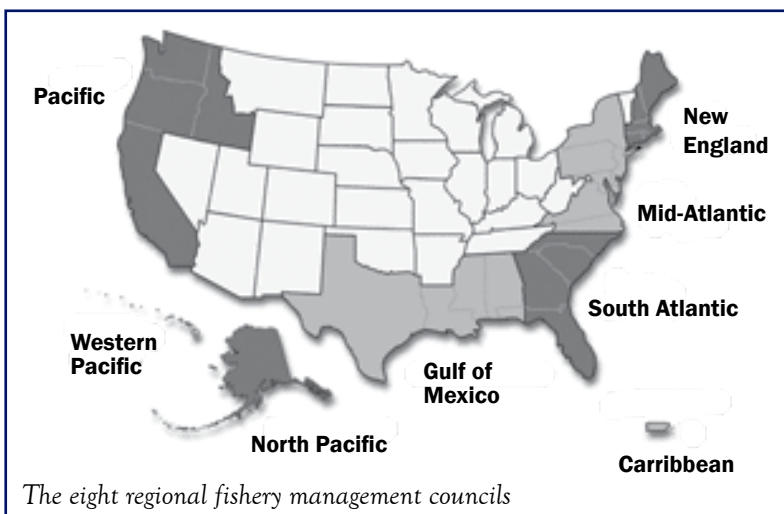 Pacific
New
England
Mid-Atlantic
South Atlantic
Western
Pacific
Gulf of
Mexico
North Pacific
Carribbean
The eight regional fishery management councils